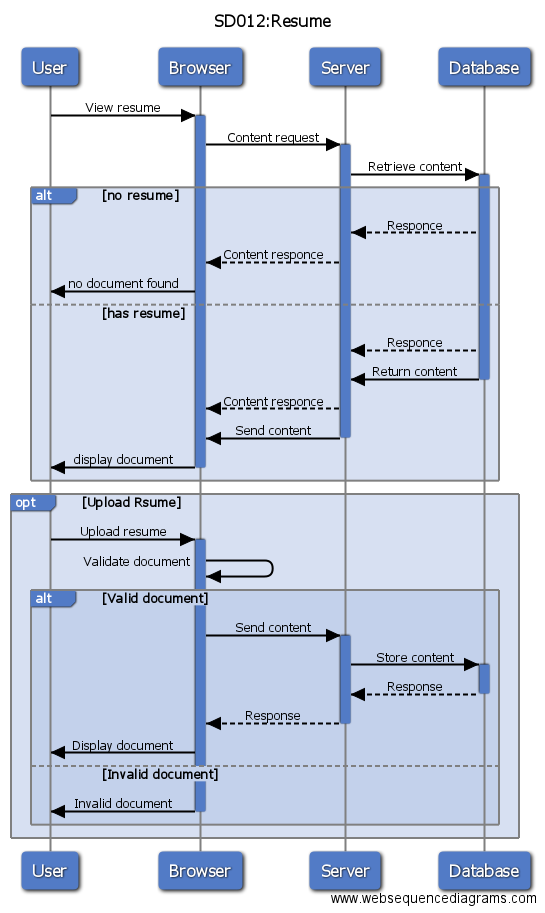 SD012:Resume
User
Browser
Server
Database
View resume
Content request
Retrieve content
alt
[no resume]
Responce
Content responce
no document found
[has resume]
Responce
Return content
Content responce
Send content
display document
opt
[Upload Rsume]
Upload resume
Validate document
alt
[Valid document]
Send content
Store content
Response
Response
Display document
[Invalid document]
Invalid document
User
Browser
Server
Database
www.websequencediagrams.com